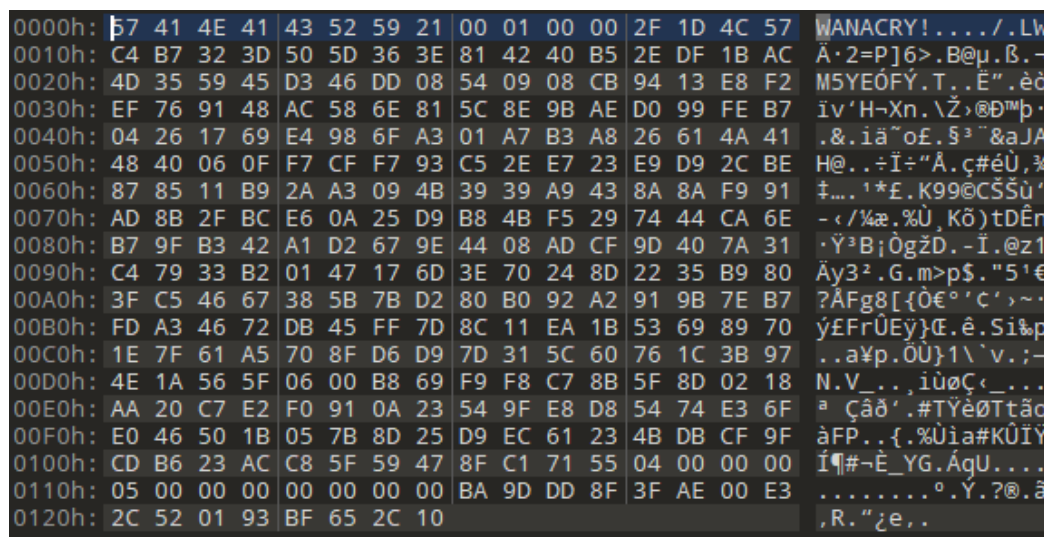 0000h: 57 41 4E 41 43 52 59 21 00 01 00 00 2F 1D 4C 57 WANACRY!..../.LW
0010h: C4 B7 32 3D 50 5D 36 3E 81 42 40 B5 2E DF 1B AC Ä·2=P]6>.B@µ.ß.¬
0020h: 4D 35 59 45 D3 46 DD 08 54 09 08 CB 94 13 E8 F2 M5YEÓFÝ.T..Ë”.èò
0030h: EF 76 91 48 AC 58 6E 81 5C 8E 9B AE D0 99 FE B7 ïv‘H¬Xn.\Ž›®Ð™þ·
0040h: 04 26 17 69 E4 98 6F A3 01 A7 B3 A8 26 61 4A 41 .&.iä˜o£.§³¨&aJA
0050h: 48 40 06 0F F7 CF F7 93 C5 2E E7 23 E9 D9 2C BE H@..÷Ï÷“Å.ç#éÙ,¾
0060h: 87 85 11 B9 2A A3 09 4B 39 39 A9 43 8A 8A F9 91 ‡….¹*£.K99©CŠŠù‘
0070h: AD 8B 2F BC E6 0A 25 D9 B8 4B F5 29 74 44 CA 6E -‹/¼æ.%Ù¸Kõ)tDÊn
0080h: B7 9F B3 42 A1 D2 67 9E 44 08 AD CF 9D 40 7A 31 ·Ÿ³B¡ÒgžD.-Ï.@z1
0090h: C4 79 33 B2 01 47 17 6D 3E 70 24 8D 22 35 B9 80 Äy3².G.m>p$."5¹€
00A0h: 3F C5 46 67 38 5B 7B D2 80 B0 92 A2 91 9B 7E B7 ?ÅFg8[{Ò€°’¢‘›~·
00B0h: FD A3 46 72 DB 45 FF 7D 8C 11 EA 1B 53 69 89 70 ý£FrÛEÿ}Œ.ê.Si‰p
00C0h: 1E 7F 61 A5 70 8F D6 D9 7D 31 5C 60 76 1C 3B 97 ..a¥p.ÖÙ}1\`v.;—
00D0h: 4E 1A 56 5F 06 00 B8 69 F9 F8 C7 8B 5F 8D 02 18 N.V_..¸iùøÇ‹_...
00E0h: AA 20 C7 E2 F0 91 0A 23 54 9F E8 D8 54 74 E3 6F ª Çâð‘.#TŸèØTtão
00F0h: E0 46 50 1B 05 7B 8D 25 D9 EC 61 23 4B DB CF 9F àFP..{.%Ùìa#KÛÏŸ
0100h: CD B6 23 AC C8 5F 59 47 8F C1 71 55 04 00 00 00 Í¶#¬È_YG.ÁqU....
0110h: 05 00 00 00 00 00 00 00 BA 9D DD 8F 3F AE 00 E3 ........º.Ý.?®.ã
0120h: 2C 52 01 93 BF 65 2C 10 ,R.“¿e,.